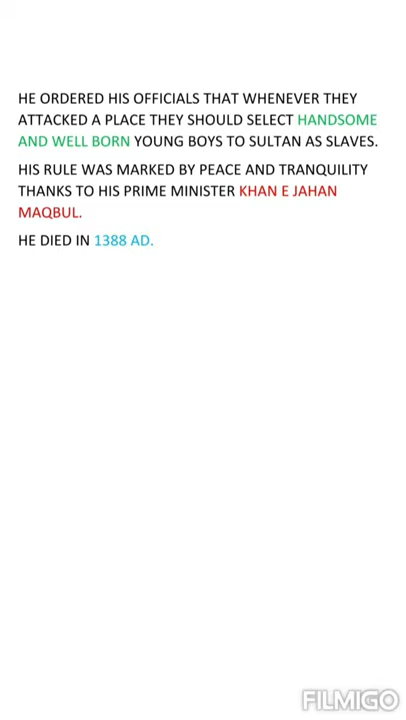 HE ORDERED HIS OFFICIALS THAT WHENEVER THEY
ATTACKED A PLACE THEY SHOULD SELECT HANDSOME
AND WELL BORN YOUNG BOYS TO SULTAN AS SLAVES.
HIS RULE WAS MARKED BY PEACE AND TRANQUILITY
THANKS TO HIS PRIME MINISTER KHAN E JAHAN
MAQBUL.
HE DIED IN 1388 AD.
FILMIGO